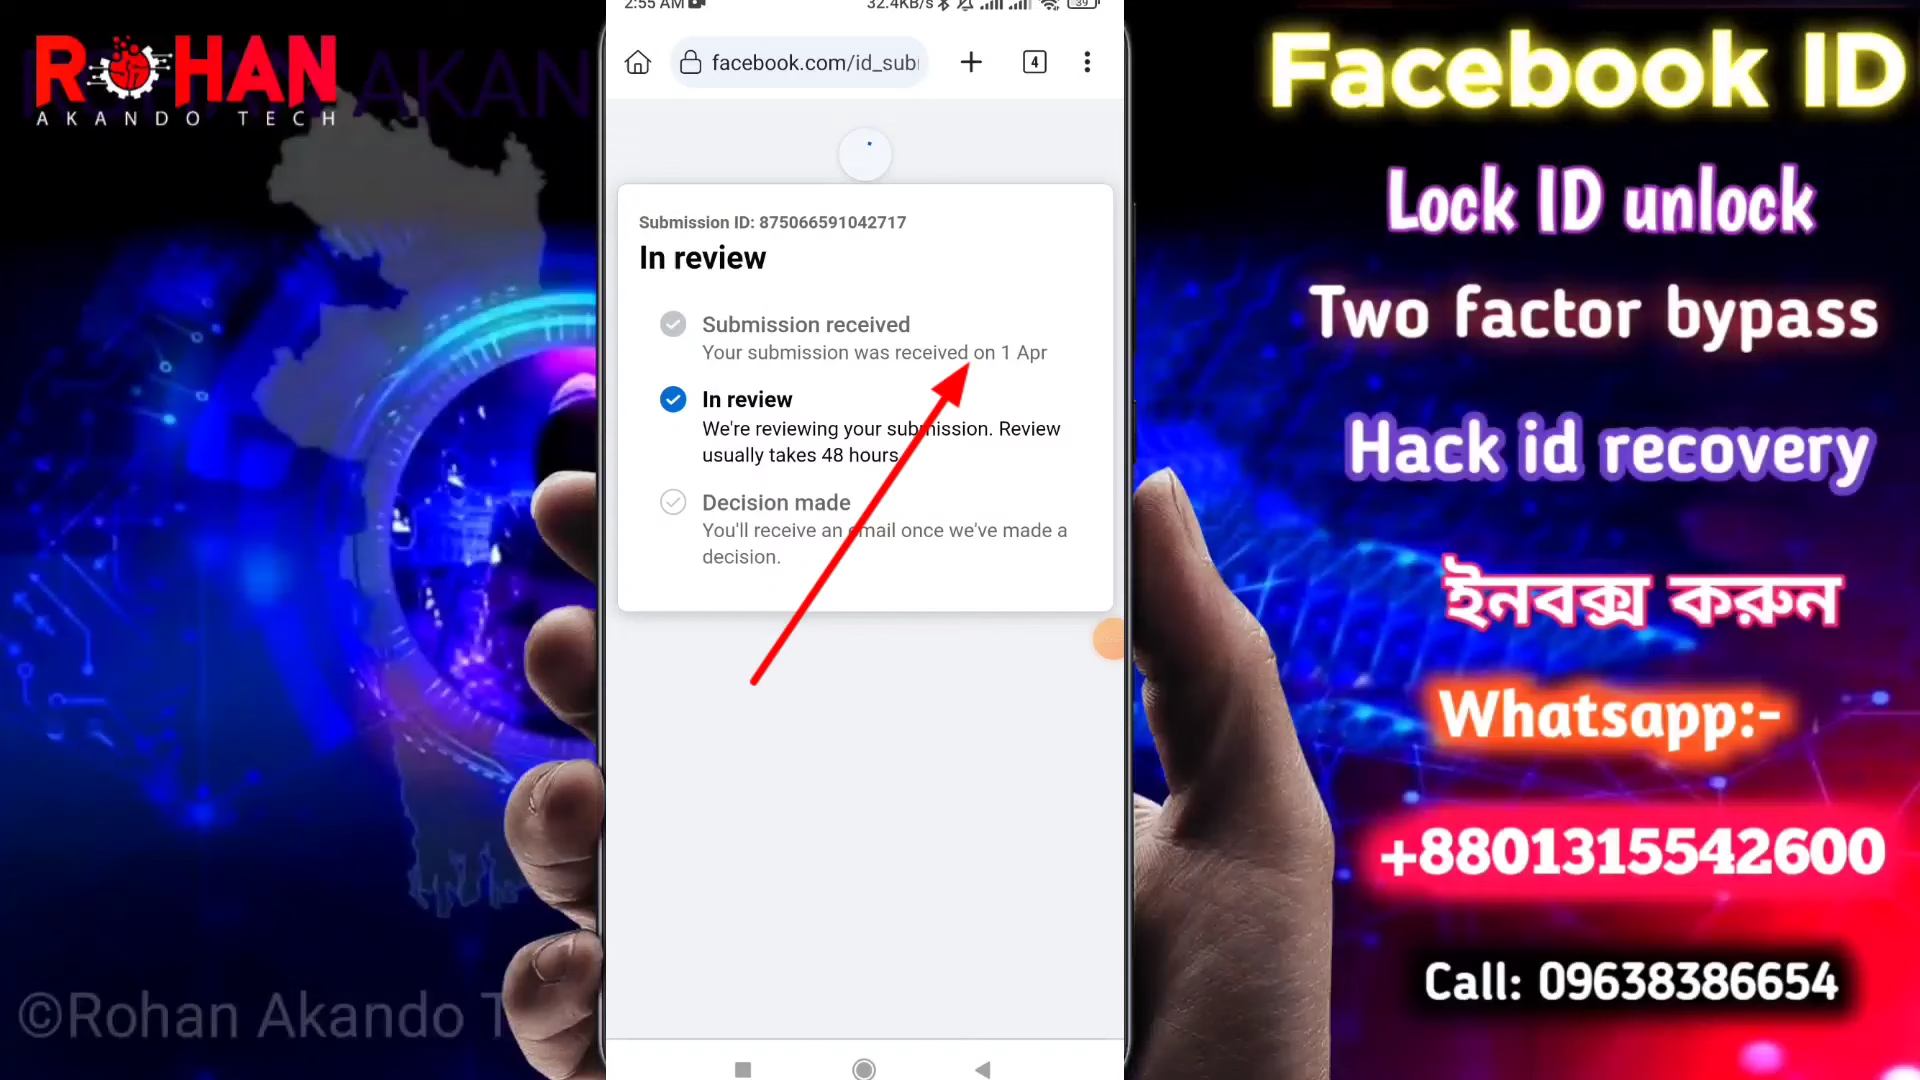 ROHAN
AKANDO TECH
AKAN
©Rohan Akando T
2:55 AM
32.4KB/s
39
facebook.com/id_sub
4
Submission ID: 875066591042717
In review
Submission received
Your submission was received on 1 Apr
In review
We're reviewing your submission. Review
usually takes 48 hours.
Decision made
You'll receive an email once we've made a
decision.
Facebook ID
Lock ID unlock
Two factor bypass
Hack id recovery
ইনবক্স করুন
Whatsapp:-
+8801315542600
Call: 09638386654